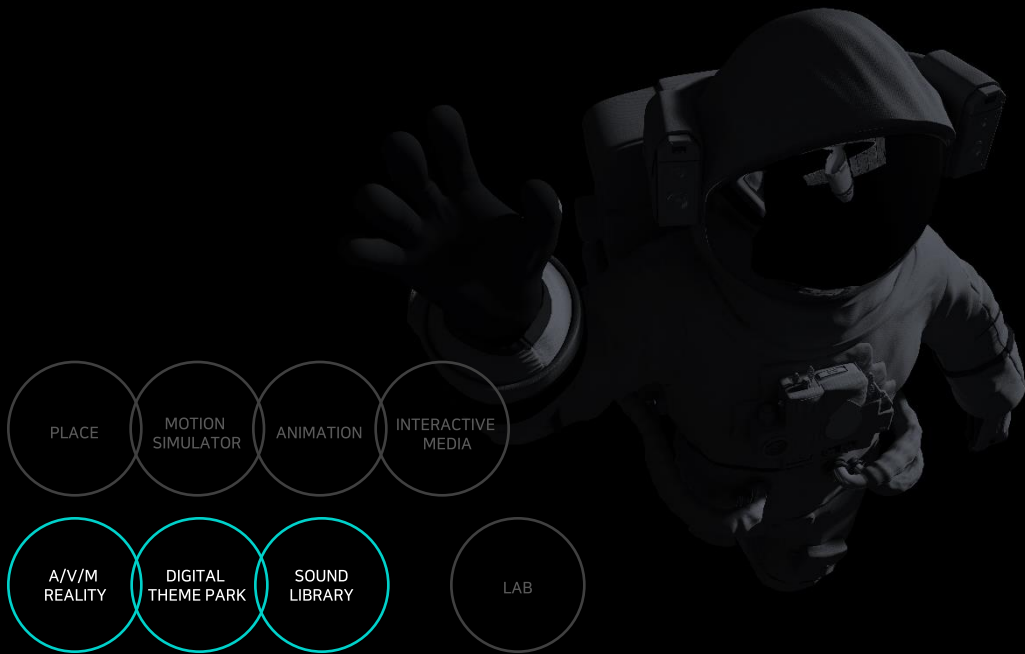 PLACE
MOTION
SIMULATOR
ANIMATION
INTERACTIVE
MEDIA
A/V/M
REALITY
DIGITAL
THEME PARK
SOUND
LIBRARY
LAB